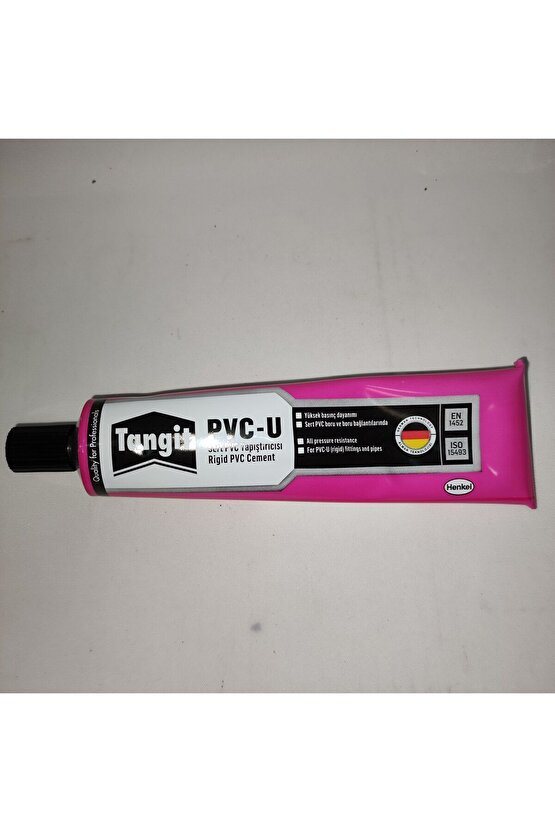 Quality for Professionals
Tangit
PVC-U
Sert PVC Yapıştırıcısı
Rigid PVC Cement
Yüksek basınç dayanımı
Sert PVC boru ve boru bağlantılarında
All pressure resistance
For PVC-U (rigid) fittings and pipes
EN
1452
ISO
15493
Henkel